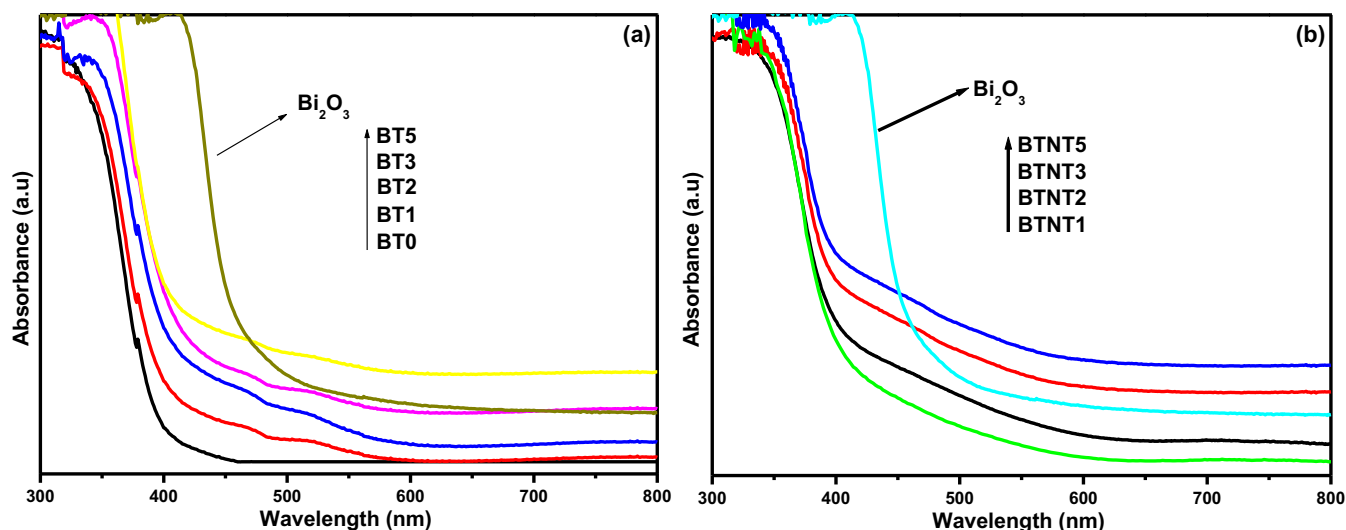 (a)
Bi₂O₃
BT5
BT3
BT2
BT1
BT0
Absorbance (a.u)
300 400 500 600 700 800
Wavelength (nm)
(b)
Bi₂O₃
BTNT5
BTNT3
BTNT2
BTNT1
Absorbance (a.u)
300 400 500 600 700 800
Wavelength (nm)